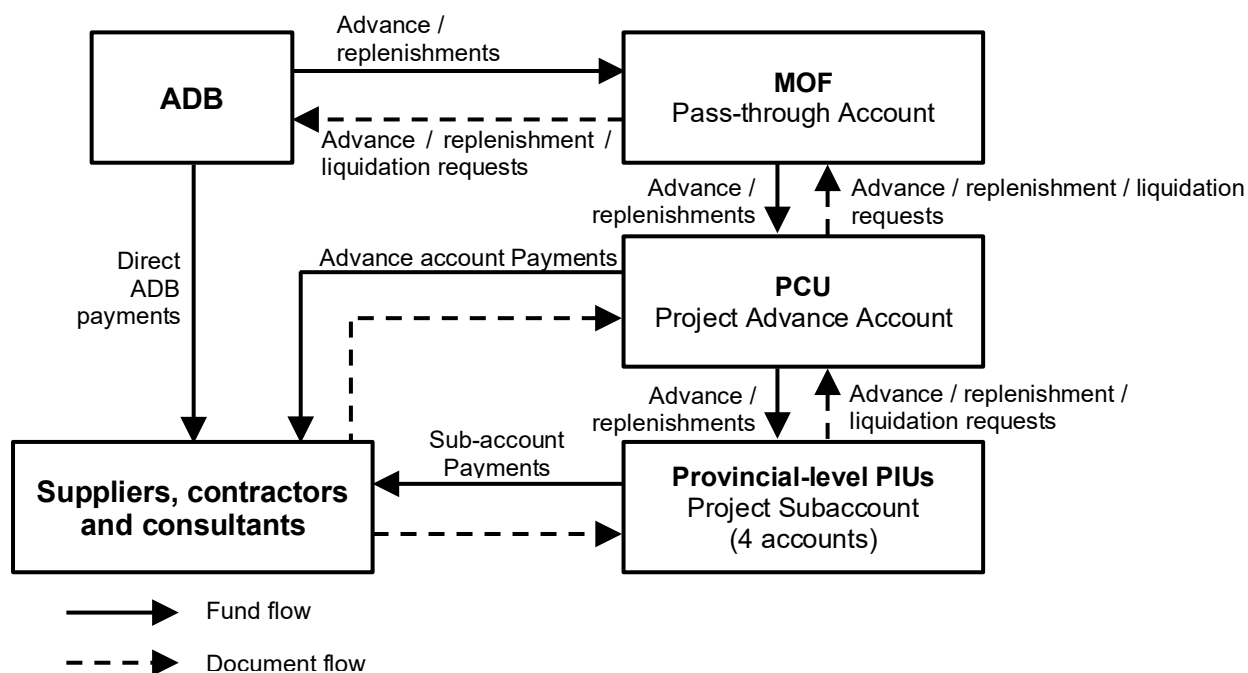 Advance /
replenishments
ADB
MOF
Pass-through Account
Advance / replenishment /
liquidation requests
Advance /
replenishments
Advance / replenishment / liquidation
requests
Direct
ADB
payments
Advance account Payments
PCU
Project Advance Account
Advance /
replenishments
Advance / replenishment /
liquidation requests
Sub-account
Payments
Suppliers, contractors
and consultants
Provincial-level PIUs
Project Subaccount
(4 accounts)
Fund flow
Document flow